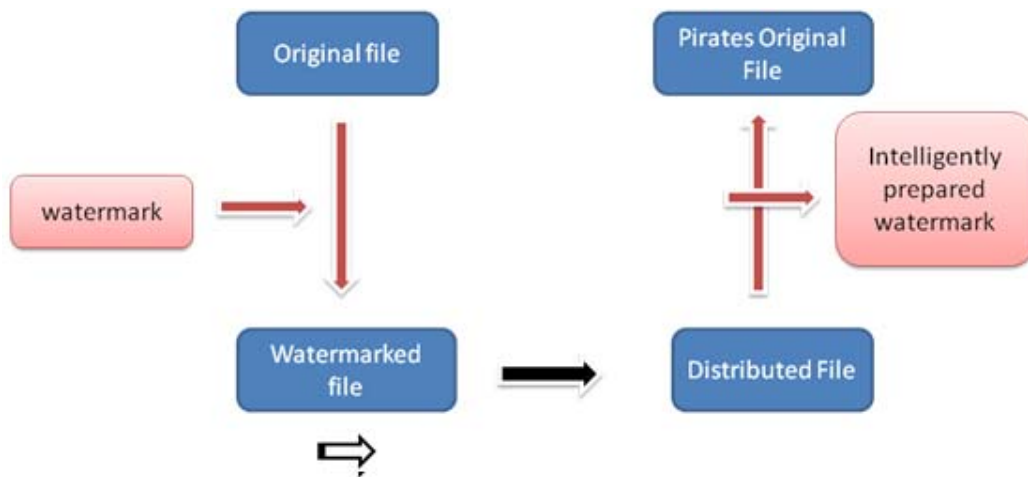 Original file
Pirates Original
File
watermark
Intelligently
prepared
watermark
Watermarked
file
Distributed File